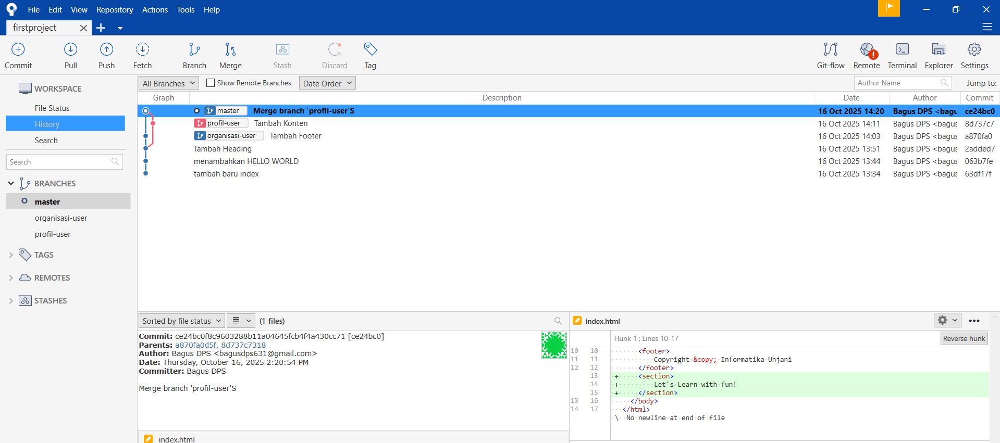 File Edit View Repository Actions Tools Help
firstproject
Commit Pull Push Fetch Branch Merge Stash Discard Tag Git-flow Remote Terminal Explorer Settings
WORKSPACE
File Status
History
Search
Search
BRANCHES
master
organisasi-user
profil-user
TAGS
REMOTES
STASHES
All Branches Show Remote Branches Date Order Author Name Jump to:
Graph Description Date Author Commit
master Merge branch 'profil-user'S 16 Oct 2025 14:20 Bagus DPS <bagu ce24bc0
profil-user Tambah Konten 16 Oct 2025 14:11 Bagus DPS <bagus 8d737c7
organisasi-user Tambah Footer 16 Oct 2025 14:03 Bagus DPS <bagus a870fa0
Tambah Heading 16 Oct 2025 13:51 Bagus DPS <bagus 2added7
menambahkan HELLO WORLD 16 Oct 2025 13:44 Bagus DPS <bagus 063b7fe
tambah baru index 16 Oct 2025 13:34 Bagus DPS <bagus 63df17f
Sorted by file status (1 files)
Commit: ce24bc0f8c9603288b11a04645fcb4f4a430cc71 [ce24bc0]
Parents: a870fa0d5f, 8d737c7318
Author: Bagus DPS <bagusdps631@gmail.com>
Date: Thursday, October 16, 2025 2:20:54 PM
Committer: Bagus DPS
Merge branch 'profil-user'S
index.html
index.html
Hunk 1 : Lines 10-17 Reverse hunk
10 10 <footer>
11 11 Copyright &copy; Informatika Unjani
12 12 </footer>
13 + <section>
14 + Let's Learn with fun!
15 + </section>
13 16 </body>
14 17 </html>
\ No newline at end of file